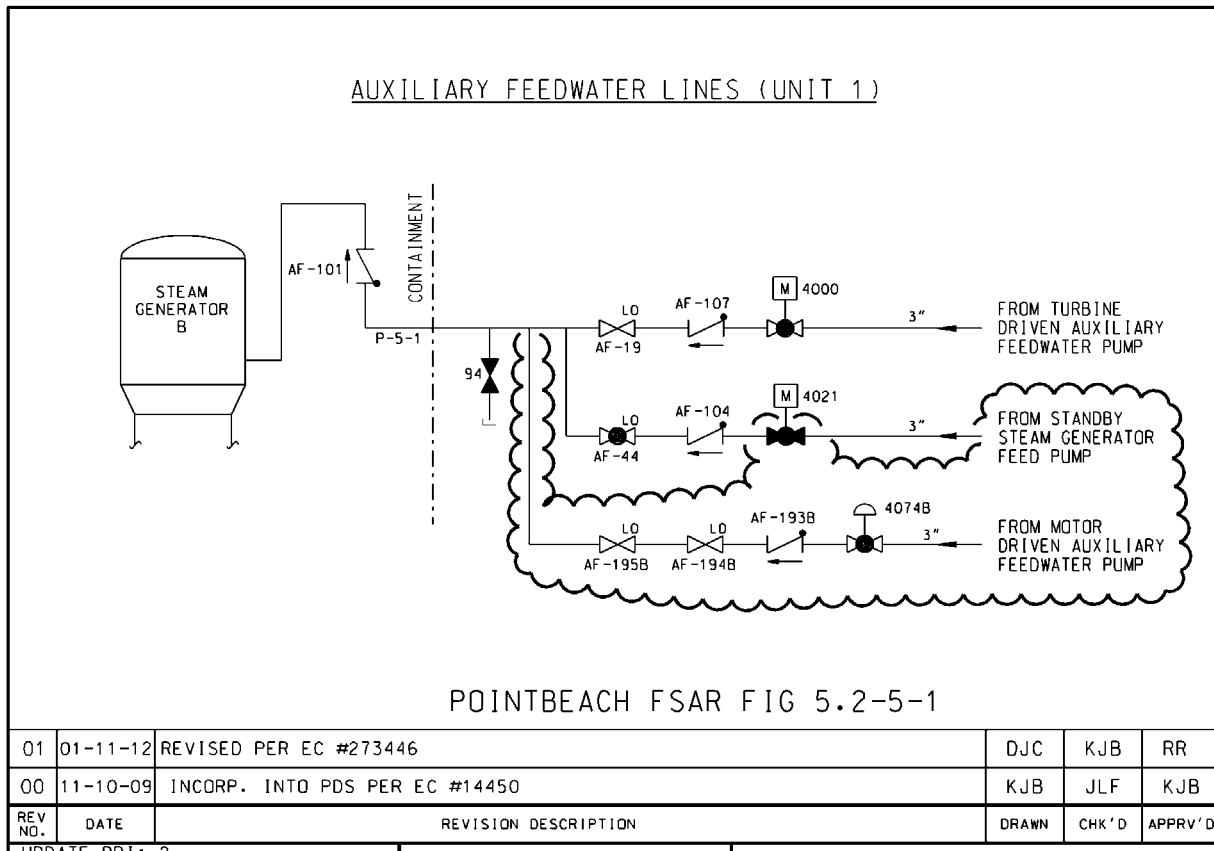 AUXILIARY FEEDWATER LINES (UNIT 1)
CONTAINMENT
AF-101
STEAM
GENERATOR
B
P-5-1
94
LO
AF-19
AF-107
M 4000
3"
FROM TURBINE
DRIVEN AUXILIARY
FEEDWATER PUMP
LO
AF-44
AF-104
M 4021
3"
FROM STANDBY
STEAM GENERATOR
FEED PUMP
LO
AF-195B
LO
AF-194B
AF-193B
4074B
3"
FROM MOTOR
DRIVEN AUXILIARY
FEEDWATER PUMP
POINTBEACH FSAR FIG 5.2-5-1
01 01-11-12 REVISED PER EC #273446 DJC KJB RR
00 11-10-09 INCORP. INTO PDS PER EC #14450 KJB JLF KJB
REV NO. DATE REVISION DESCRIPTION DRAWN CHK'D APPRV'D